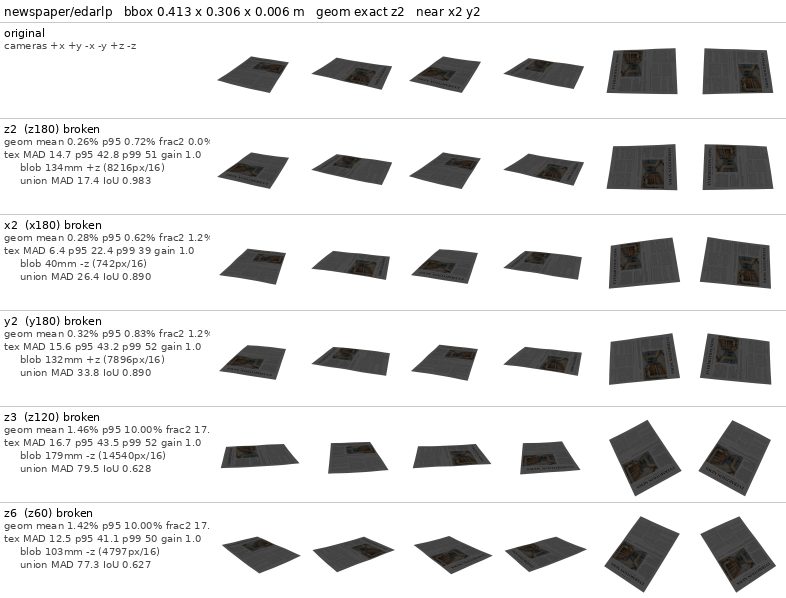 newspaper/edarlp bbox 0.413 x 0.306 x 0.006 m geom exact z2 near x2 y2
original
cameras +x +y -x -y +z -z
z2 (z180) broken
geom mean 0.26% p95 0.72% frac2 0.0%
tex MAD 14.7 p95 42.8 p99 51 gain 1.0
blob 134mm +z (8216px/16)
union MAD 17.4 IoU 0.983
x2 (x180) broken
geom mean 0.28% p95 0.62% frac2 1.2%
tex MAD 6.4 p95 22.4 p99 39 gain 1.0
blob 40mm -z (742px/16)
union MAD 26.4 IoU 0.890
y2 (y180) broken
geom mean 0.32% p95 0.83% frac2 1.2%
tex MAD 15.6 p95 43.2 p99 52 gain 1.0
blob 132mm +z (7896px/16)
union MAD 33.8 IoU 0.890
z3 (z120) broken
geom mean 1.46% p95 10.00% frac2 17.
tex MAD 16.7 p95 43.5 p99 52 gain 1.0
blob 179mm -z (14540px/16)
union MAD 79.5 IoU 0.628
z6 (z60) broken
geom mean 1.42% p95 10.00% frac2 17.
tex MAD 12.5 p95 41.1 p99 50 gain 1.0
blob 103mm -z (4797px/16)
union MAD 77.3 IoU 0.627